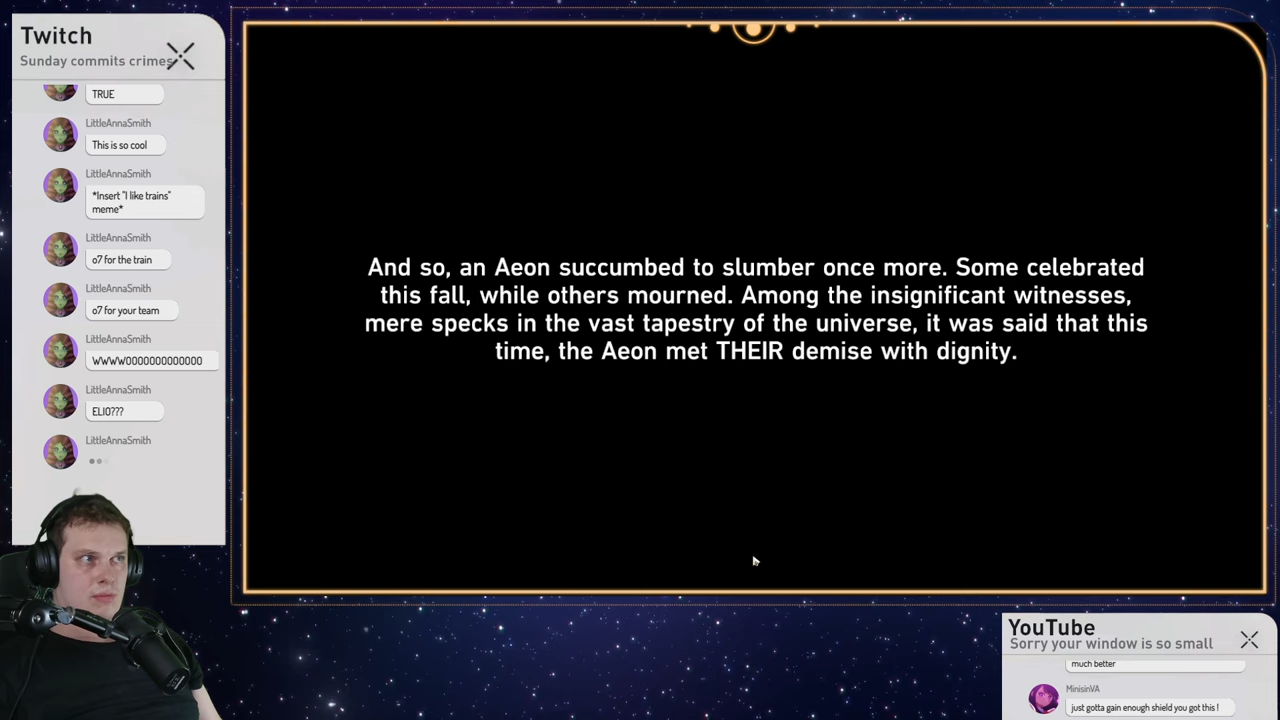 Twitch
Sunday commits crimes
TRUE
LittleAnnaSmith
This is so cool
LittleAnnaSmith
*Insert "I like trains"
meme*
LittleAnnaSmith
o7 for the train
LittleAnnaSmith
o7 for your team
LittleAnnaSmith
WWWWOOOOOOOOOOOOO
LittleAnnaSmith
ELIO???
LittleAnnaSmith
And so, an Aeon succumbed to slumber once more. Some celebrated
this fall, while others mourned. Among the insignificant witnesses,
mere specks in the vast tapestry of the universe, it was said that this
time, the Aeon met THEIR demise with dignity.
YouTube
Sorry your window is so small
much better
MinisinVA
just gotta gain enough shield you got this !